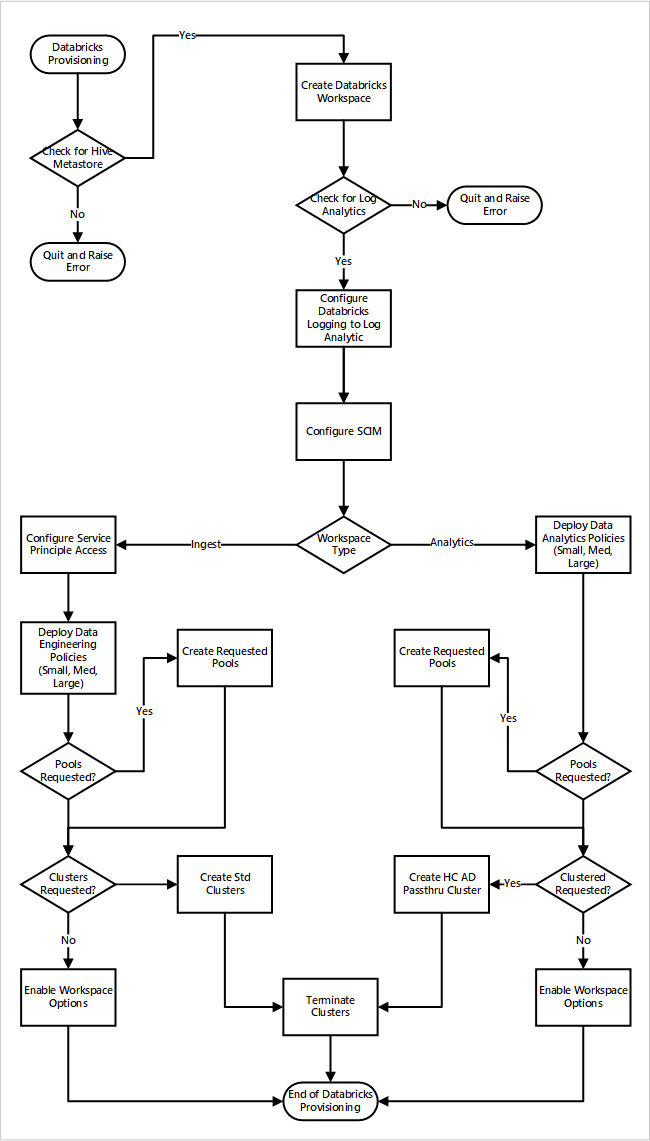 Databricks
Provisioning
Yes
Create Databricks
Workspace
Check for Hive
Metastore
No
Quit and Raise
Error
Check for Log
Analytics
No
Quit and Raise
Error
Yes
Configure
Databricks
Logging to Log
Analytic
Configure SCIM
Workspace
Type
Ingest
Analytics
Configure Service
Principle Access
Deploy Data
Analytics Policies
(Small, Med,
Large)
Deploy Data
Engineering
Policies
(Small, Med,
Large)
Create Requested
Pools
Create Requested
Pools
Yes
Yes
Pools
Requested?
Pools
Requested?
Clusters
Requested?
Create Std
Clusters
Create HC AD
Passthru Cluster
Yes
Clustered
Requested?
No
No
Enable Workspace
Options
Terminate
Clusters
Enable Workspace
Options
End of Databricks
Provisioning